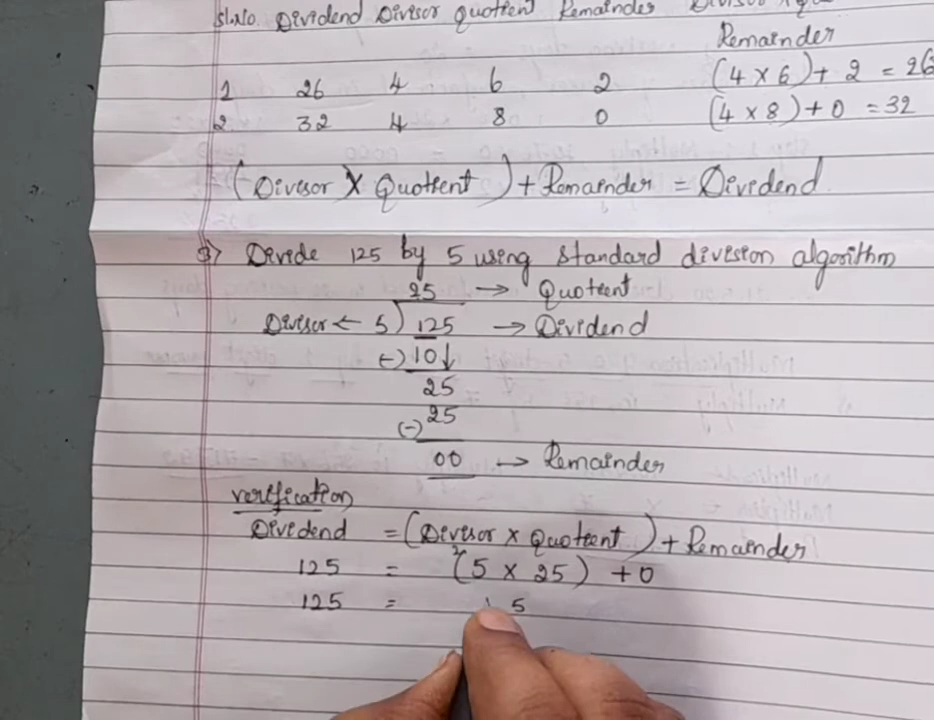 Sl.No. Dividend Divisor Quotient Remainder
Remainder
1 26 4 6 2 (4 × 6) + 2 = 26
2 32 4 8 0 (4 × 8) + 0 = 32
(Divisor × Quotient) + Remainder = Dividend
3) Devide 125 by 5 using standard division algorithm
25 → Quotient
Divisor ← 5) 125 → Dividend
(-) 10↓
25
(-) 25
00 → Remainder
verification
Dividend = (Divisor × Quotient) + Remainder
125 = (5 × 25) + 0
125 = 5